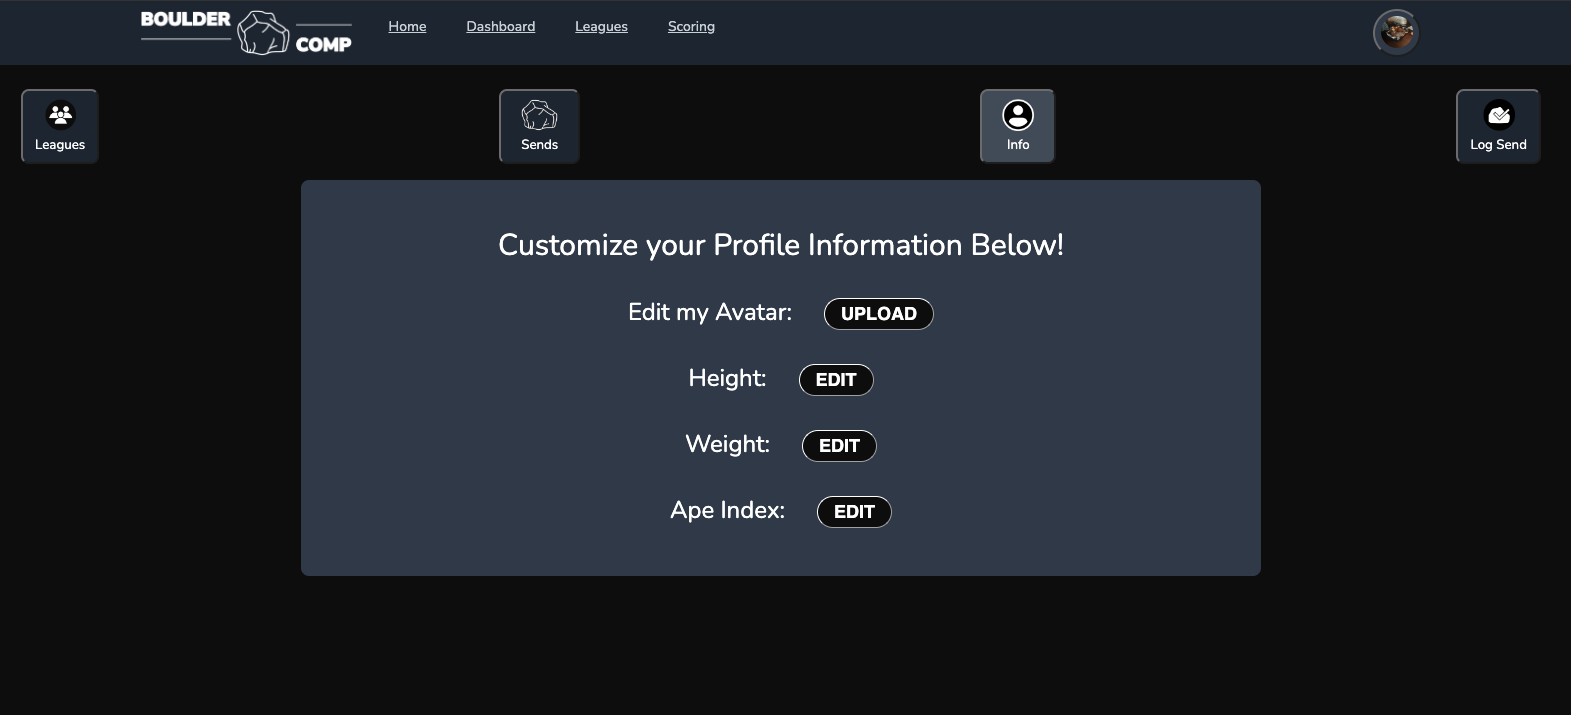 BOULDER
COMP
Home Dashboard Leagues Scoring
Leagues Sends Info Log Send
Customize your Profile Information Below!
Edit my Avatar: UPLOAD
Height: EDIT
Weight: EDIT
Ape Index: EDIT